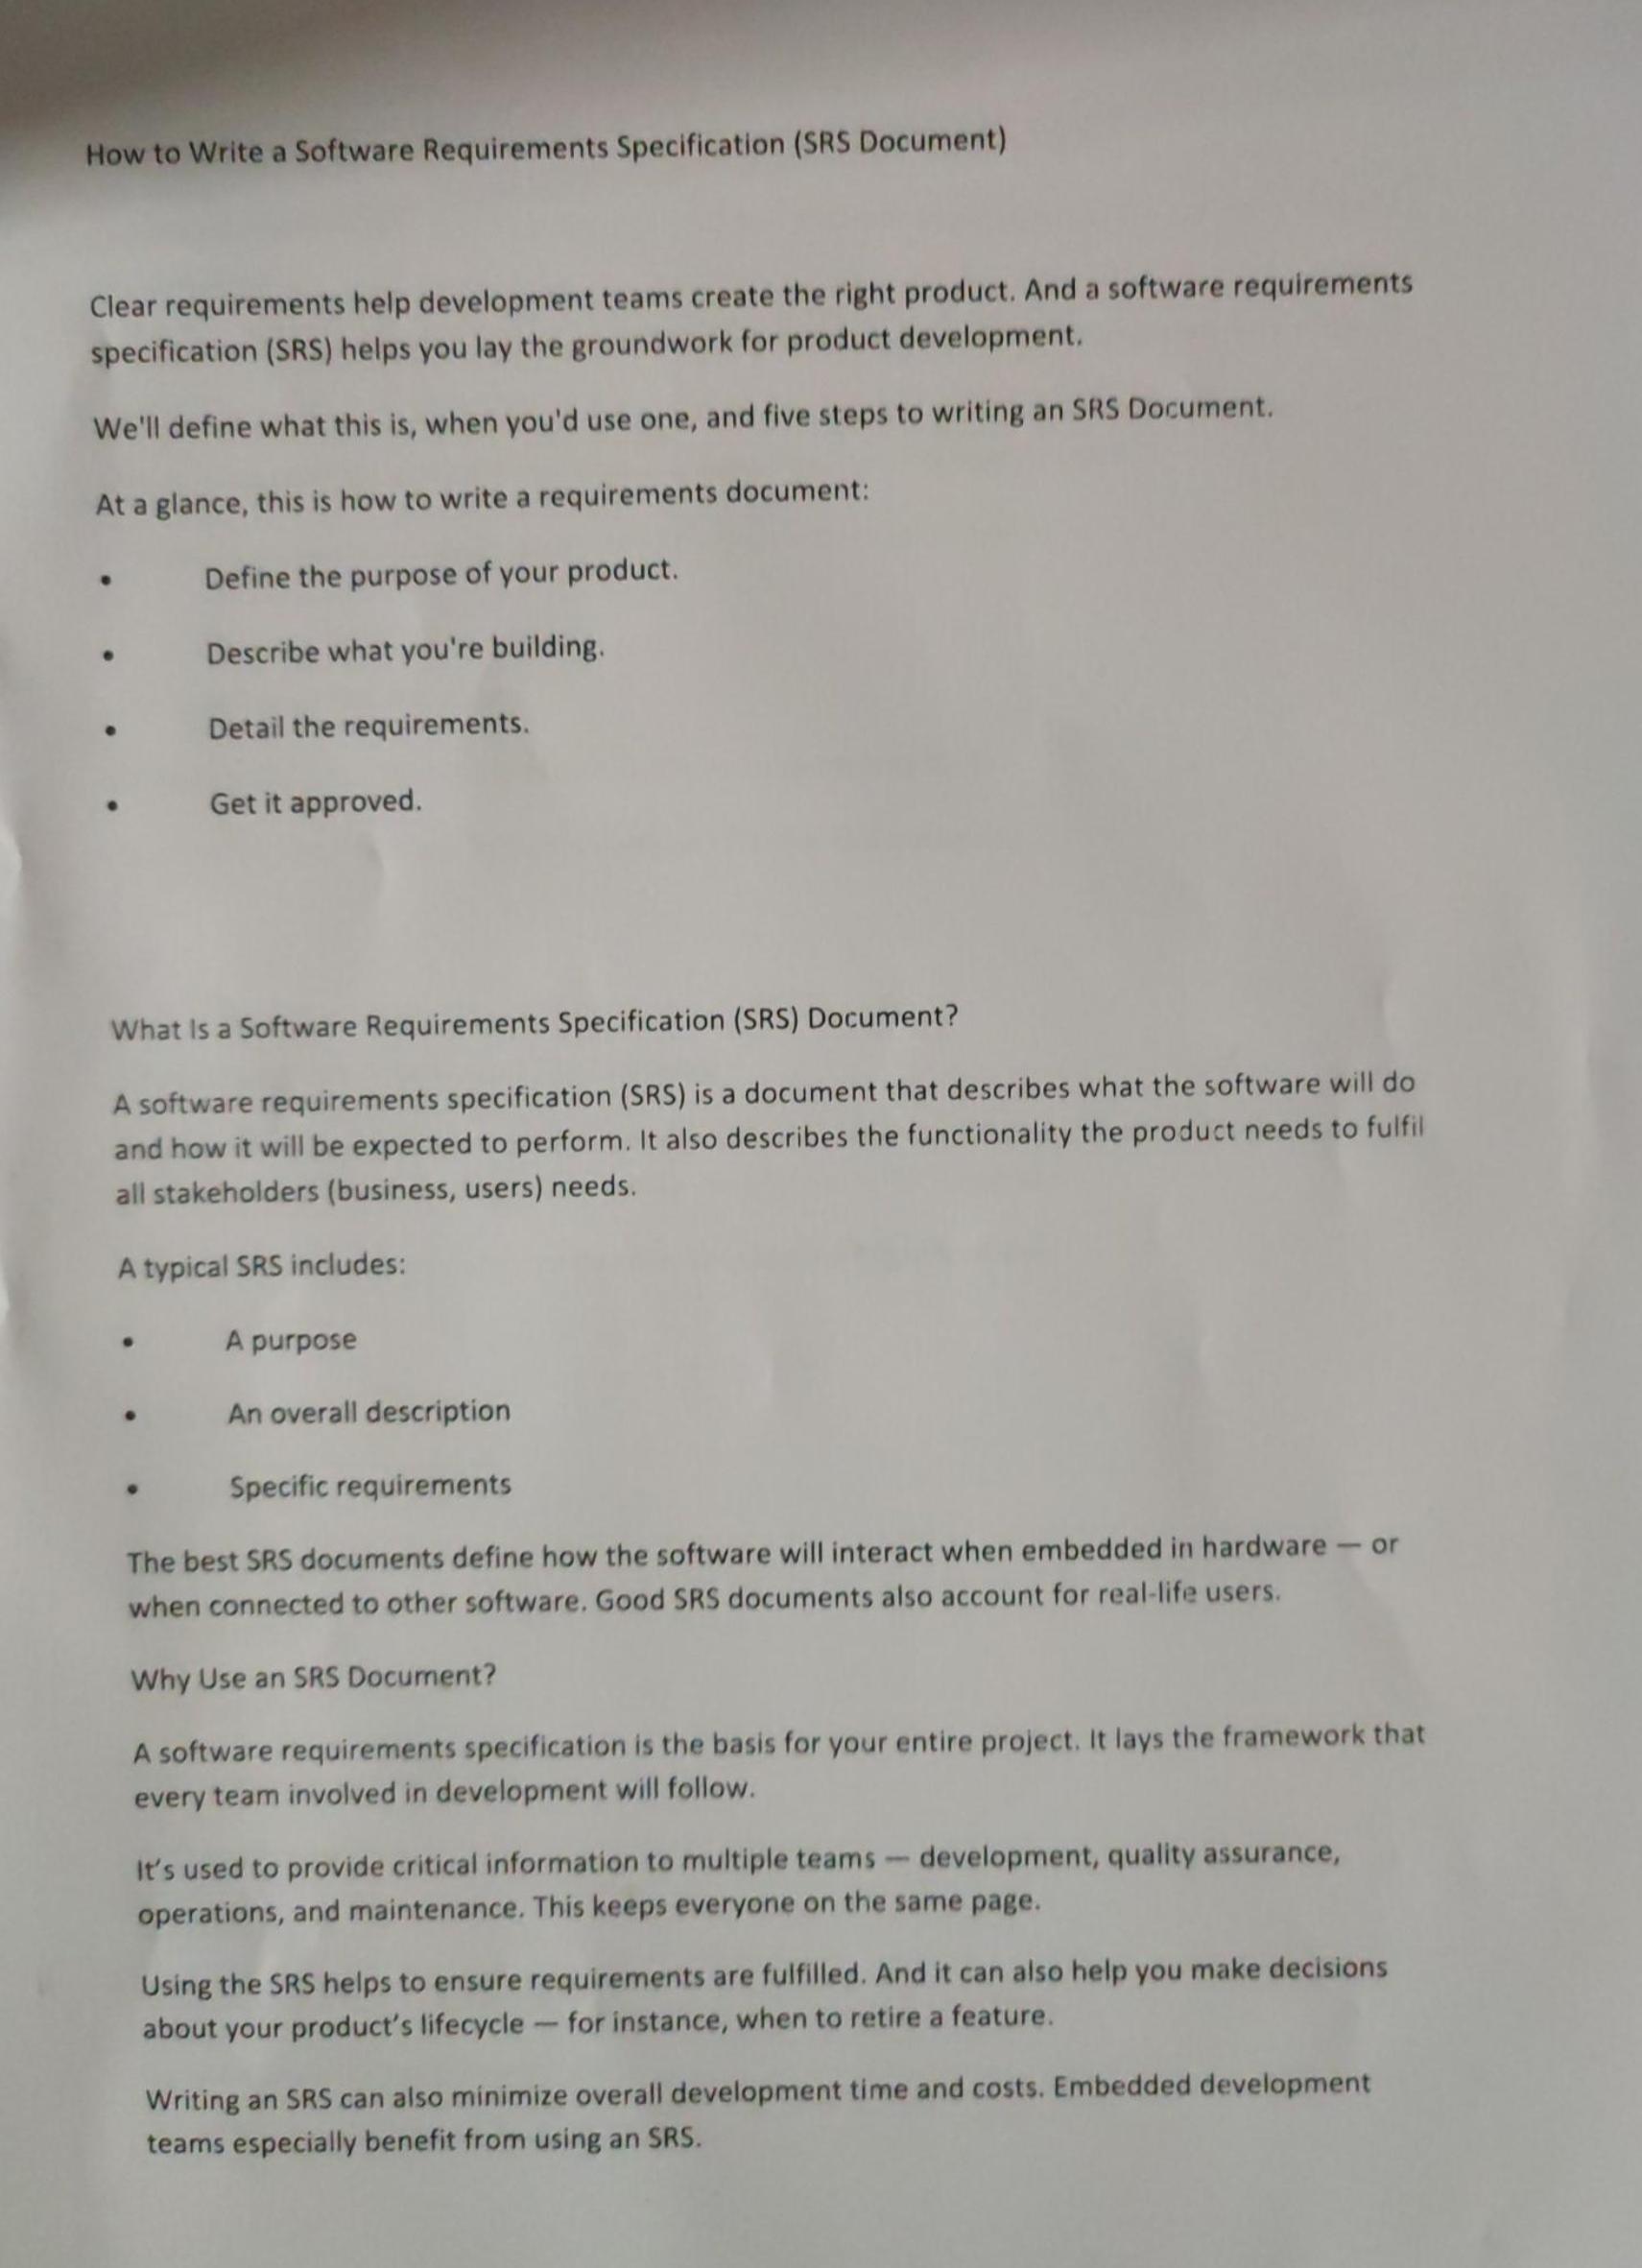 How to Write a Software Requirements Specification (SRS Document)
Clear requirements help development teams create the right product. And a software requirements
specification (SRS) helps you lay the groundwork for product development.
We'll define what this is, when you'd use one, and five steps to writing an SRS Document.
At a glance, this is how to write a requirements document:
• Define the purpose of your product.
• Describe what you're building.
• Detail the requirements.
• Get it approved.
What Is a Software Requirements Specification (SRS) Document?
A software requirements specification (SRS) is a document that describes what the software will do
and how it will be expected to perform. It also describes the functionality the product needs to fulfil
all stakeholders (business, users) needs.
A typical SRS includes:
• A purpose
• An overall description
• Specific requirements
The best SRS documents define how the software will interact when embedded in hardware — or
when connected to other software. Good SRS documents also account for real-life users.
Why Use an SRS Document?
A software requirements specification is the basis for your entire project. It lays the framework that
every team involved in development will follow.
It's used to provide critical information to multiple teams — development, quality assurance,
operations, and maintenance. This keeps everyone on the same page.
Using the SRS helps to ensure requirements are fulfilled. And it can also help you make decisions
about your product's lifecycle — for instance, when to retire a feature.
Writing an SRS can also minimize overall development time and costs. Embedded development
teams especially benefit from using an SRS.